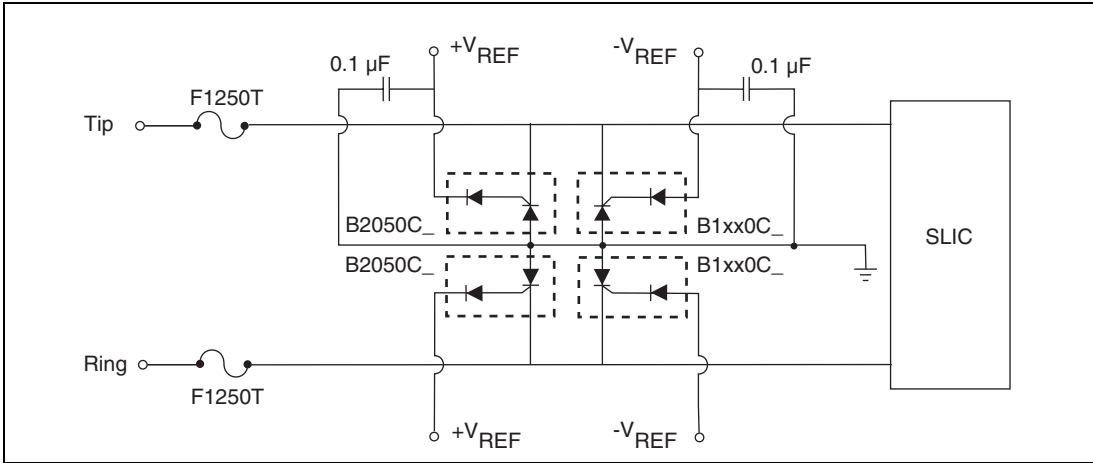 +VREF
-VREF
0.1 µF
0.1 µF
F1250T
Tip
B2050C_
B1xx0C_
SLIC
B2050C_
B1xx0C_
Ring
F1250T
+VREF
-VREF